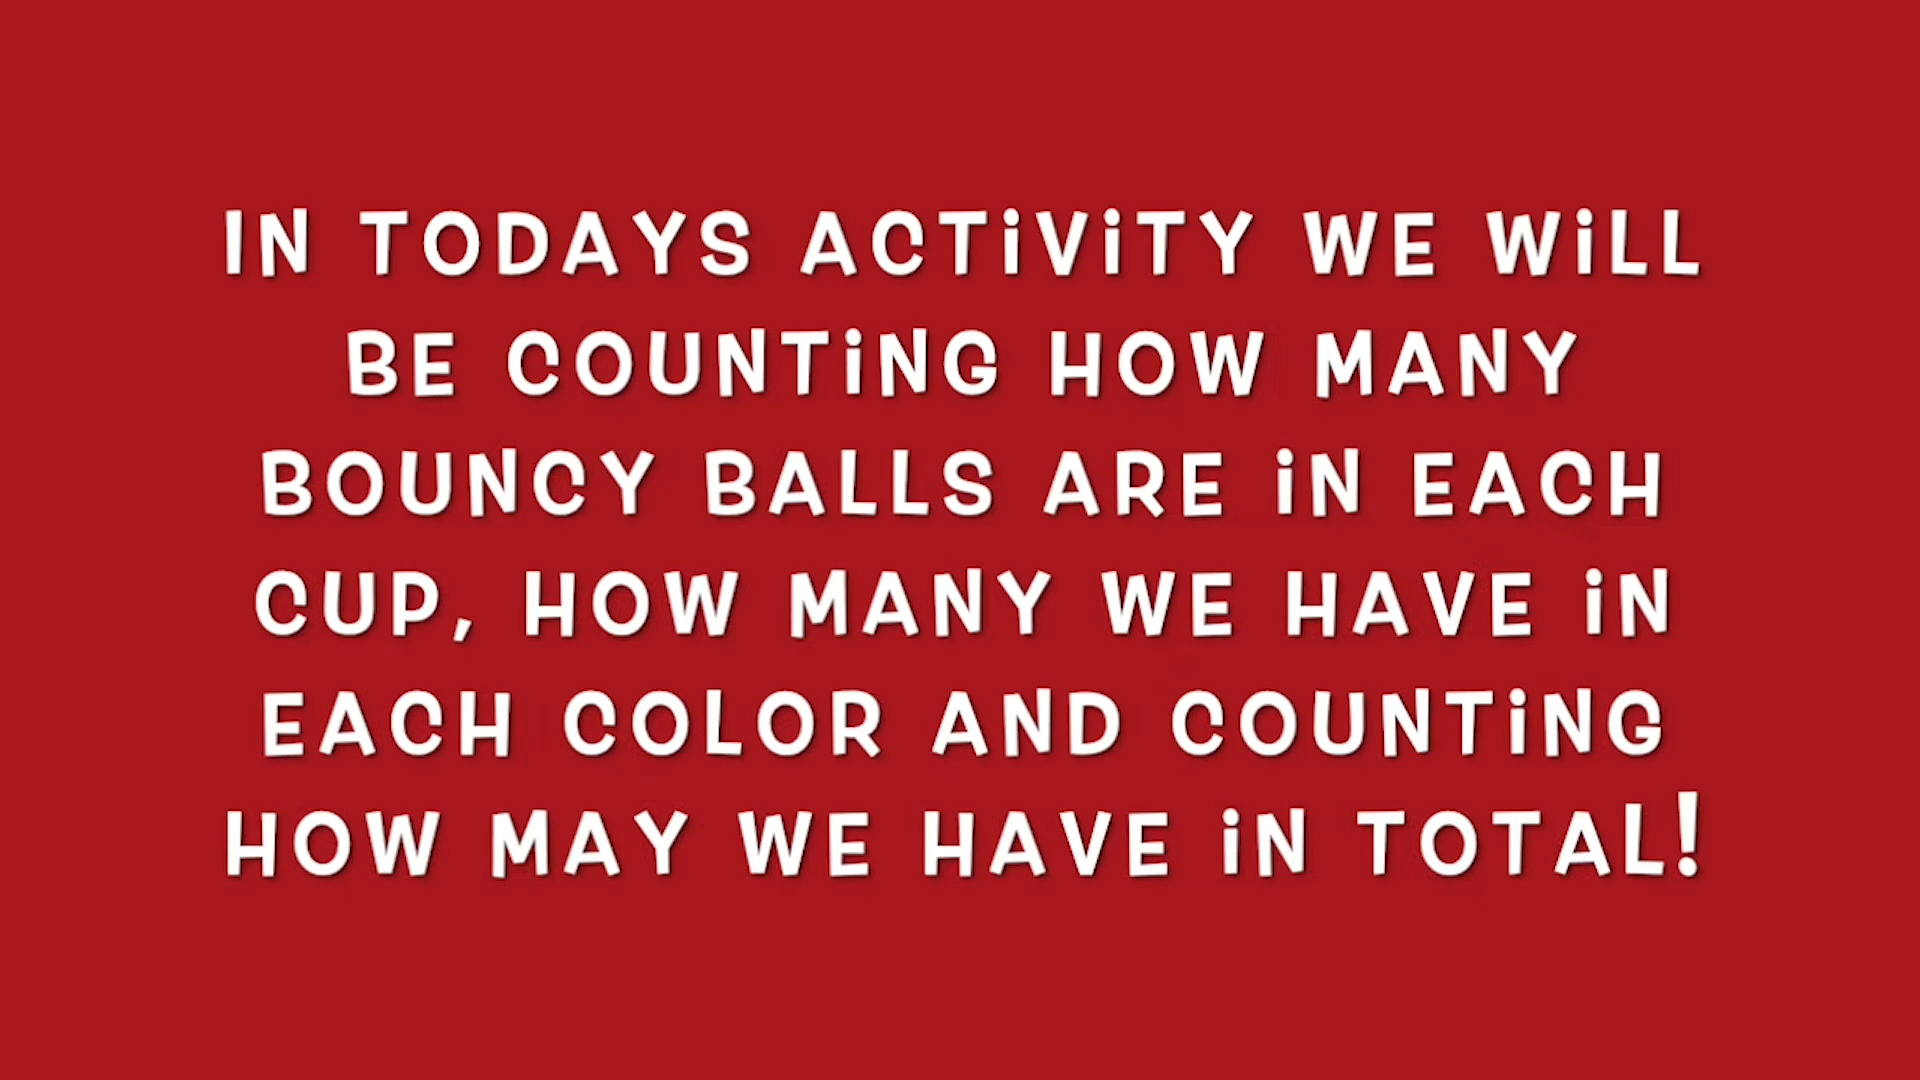 IN TODAYS ACTIVITY WE WILL
BE COUNTING HOW MANY
BOUNCY BALLS ARE IN EACH
CUP, HOW MANY WE HAVE IN
EACH COLOR AND COUNTING
HOW MAY WE HAVE IN TOTAL!